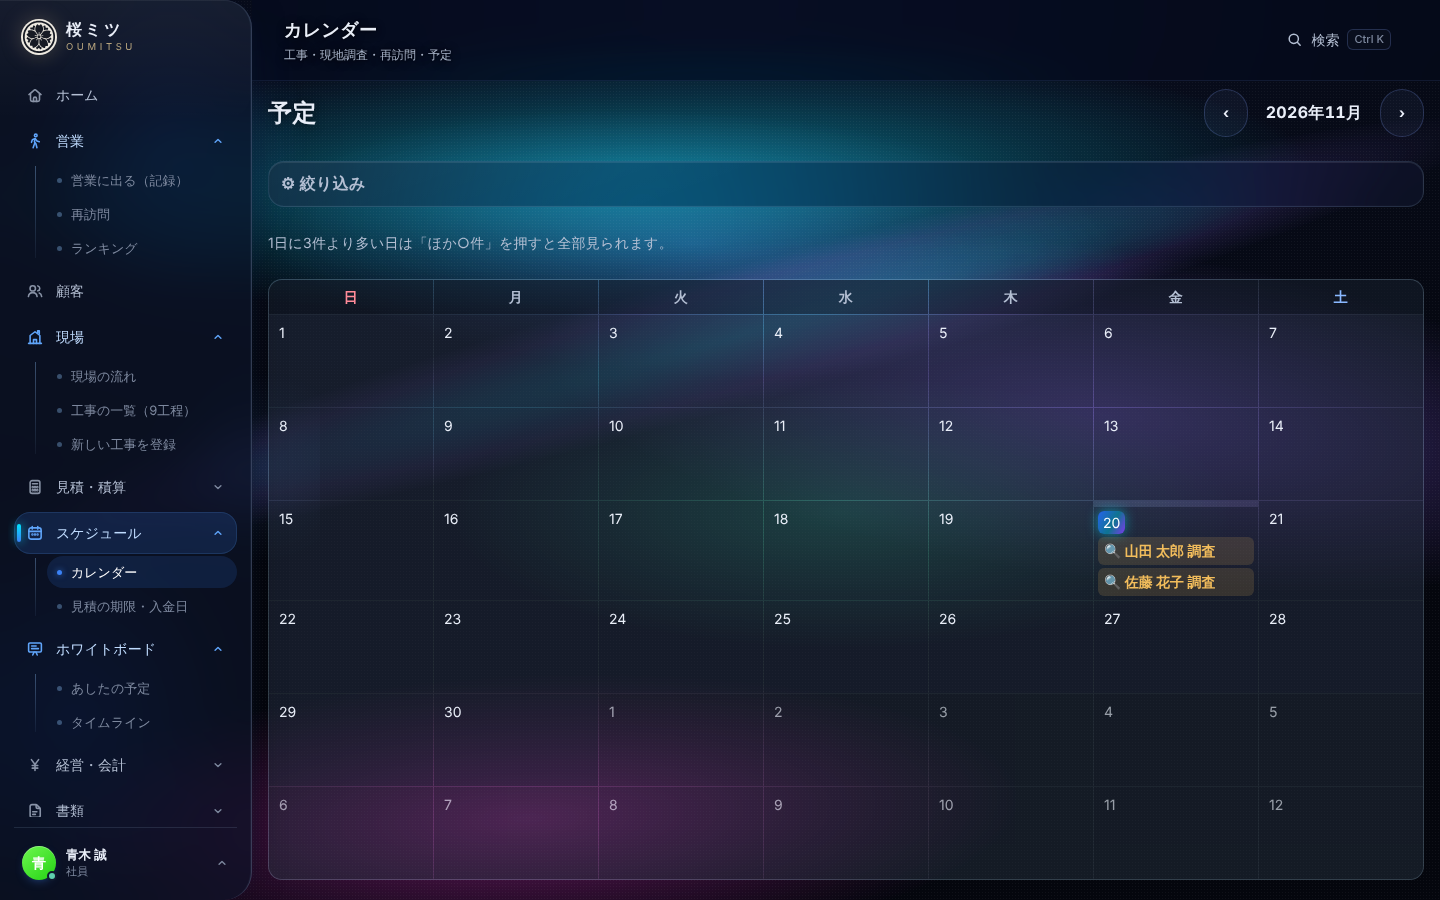 桜ミツ
OUMITSU
ホーム
営業
営業に出る（記録）
再訪問
ランキング
顧客
現場
現場の流れ
工事の一覧（9工程）
新しい工事を登録
見積・積算
スケジュール
カレンダー
見積の期限・入金日
ホワイトボード
あしたの予定
タイムライン
経営・会計
書類
青 青木 誠
社員
カレンダー
工事・現地調査・再訪問・予定
検索 Ctrl K
予定
‹ 2026年11月 ›
⚙ 絞り込み
1日に3件より多い日は「ほか○件」を押すと全部見られます。
日 月 火 水 木 金 土
1 2 3 4 5 6 7
8 9 10 11 12 13 14
15 16 17 18 19 20 21
🔍 山田 太郎 調査
🔍 佐藤 花子 調査
22 23 24 25 26 27 28
29 30 1 2 3 4 5
6 7 8 9 10 11 12